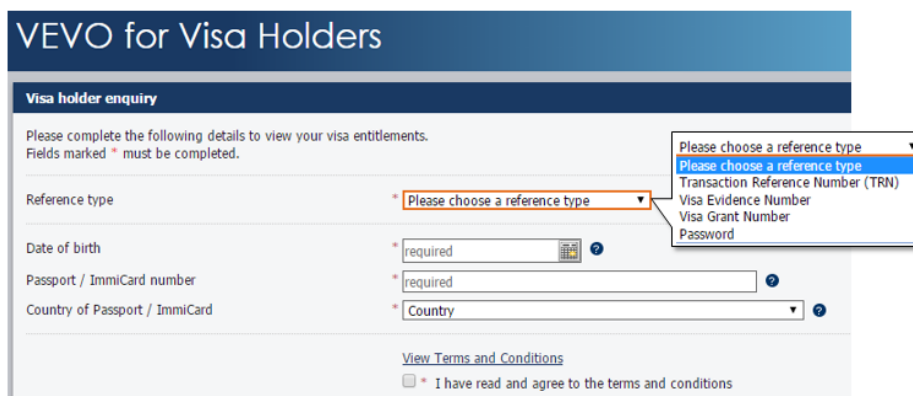 VEVO for Visa Holders
Visa holder enquiry
Please complete the following details to view your visa entitlements.
Fields marked * must be completed.
Reference type * Please choose a reference type
Please choose a reference type
Please choose a reference type
Transaction Reference Number (TRN)
Visa Evidence Number
Visa Grant Number
Password
Date of birth * required
Passport / ImmiCard number * required
Country of Passport / ImmiCard * Country
View Terms and Conditions
* I have read and agree to the terms and conditions